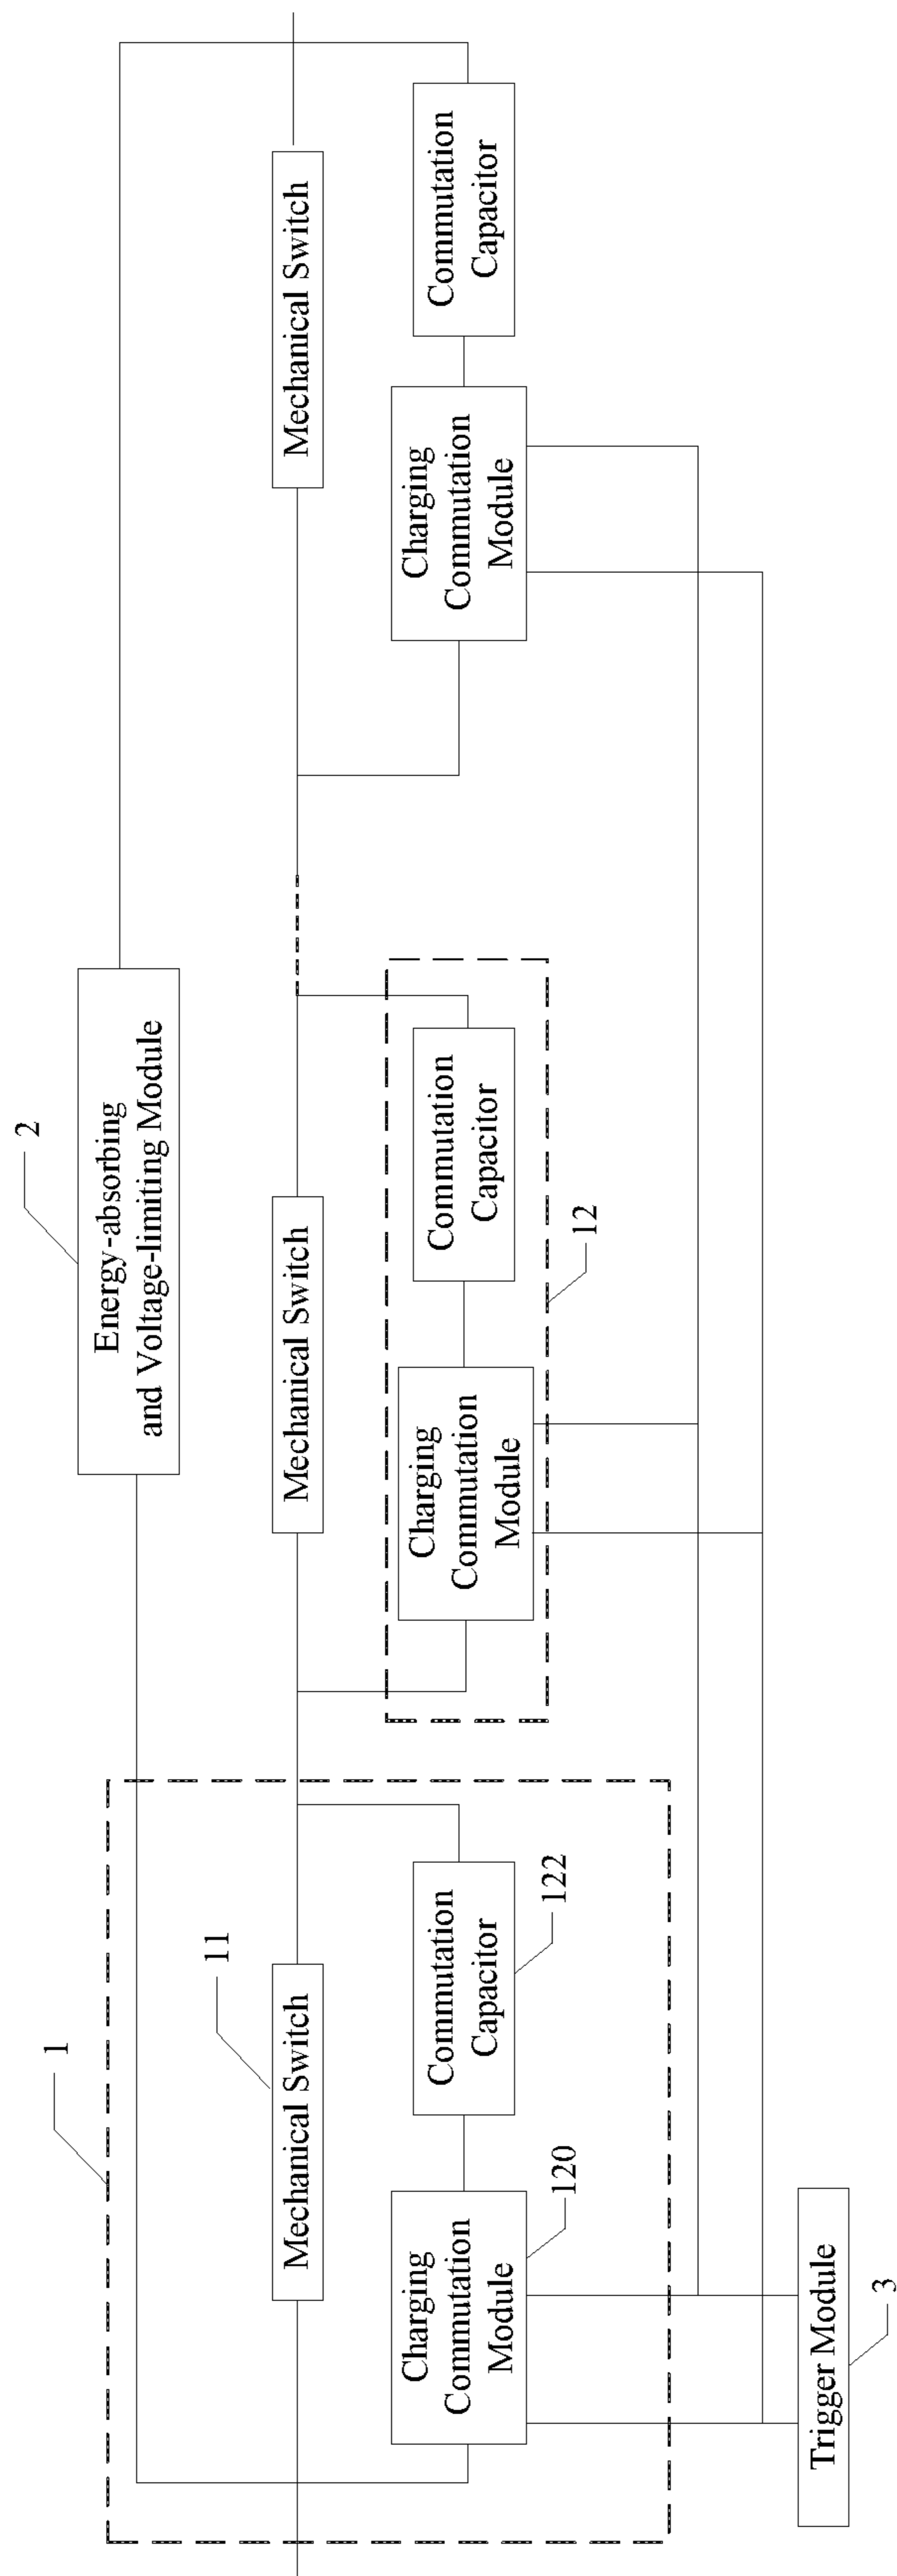 2
Energy-absorbing
and Voltage-limiting Module
1
11
Mechanical Switch
Mechanical Switch
Mechanical Switch
Charging
Commutation
Module
120
Commutation
Capacitor
122
Charging
Commutation
Module
Commutation
Capacitor
12
Charging
Commutation
Module
Commutation
Capacitor
Trigger Module
3